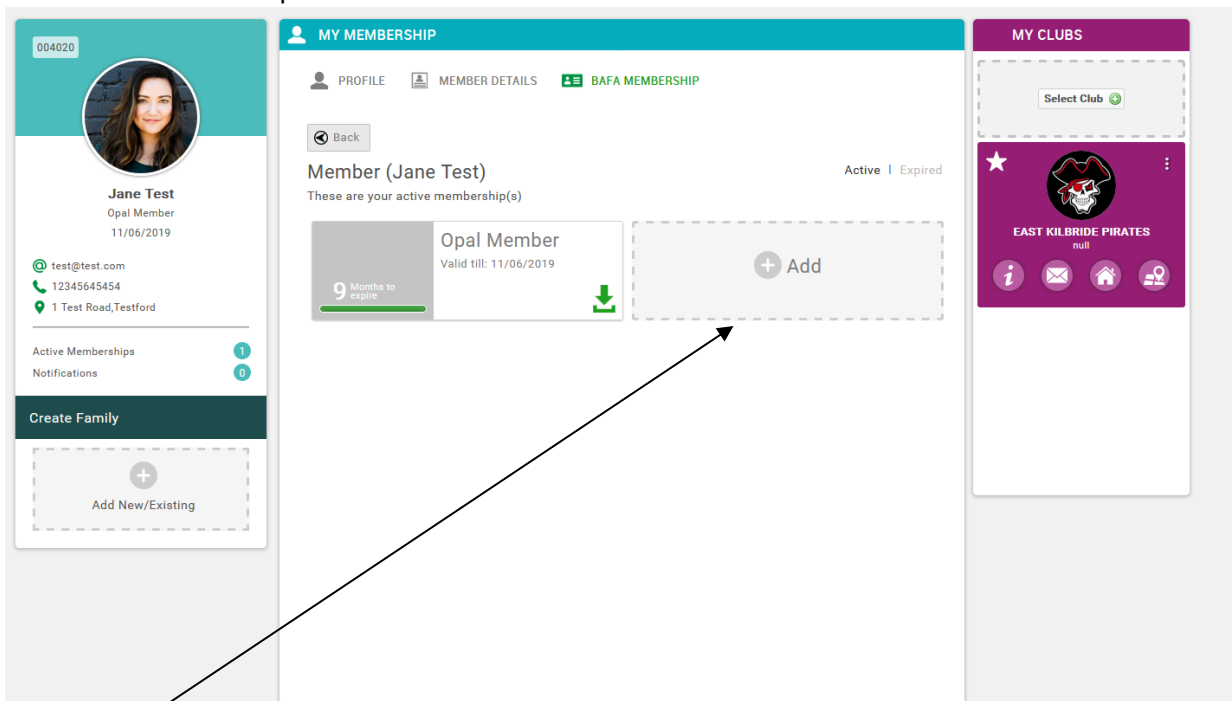 004020
Jane Test
Opal Member
11/06/2019
test@test.com
12345645454
1 Test Road,Testford
Active Memberships 1
Notifications 0
Create Family
Add New/Existing
MY MEMBERSHIP
PROFILE MEMBER DETAILS BAFA MEMBERSHIP
Back
Member (Jane Test) Active | Expired
These are your active membership(s)
Opal Member
Valid till: 11/06/2019
9 Months to
expire
Add
MY CLUBS
Select Club
EAST KILBRIDE PIRATES
null